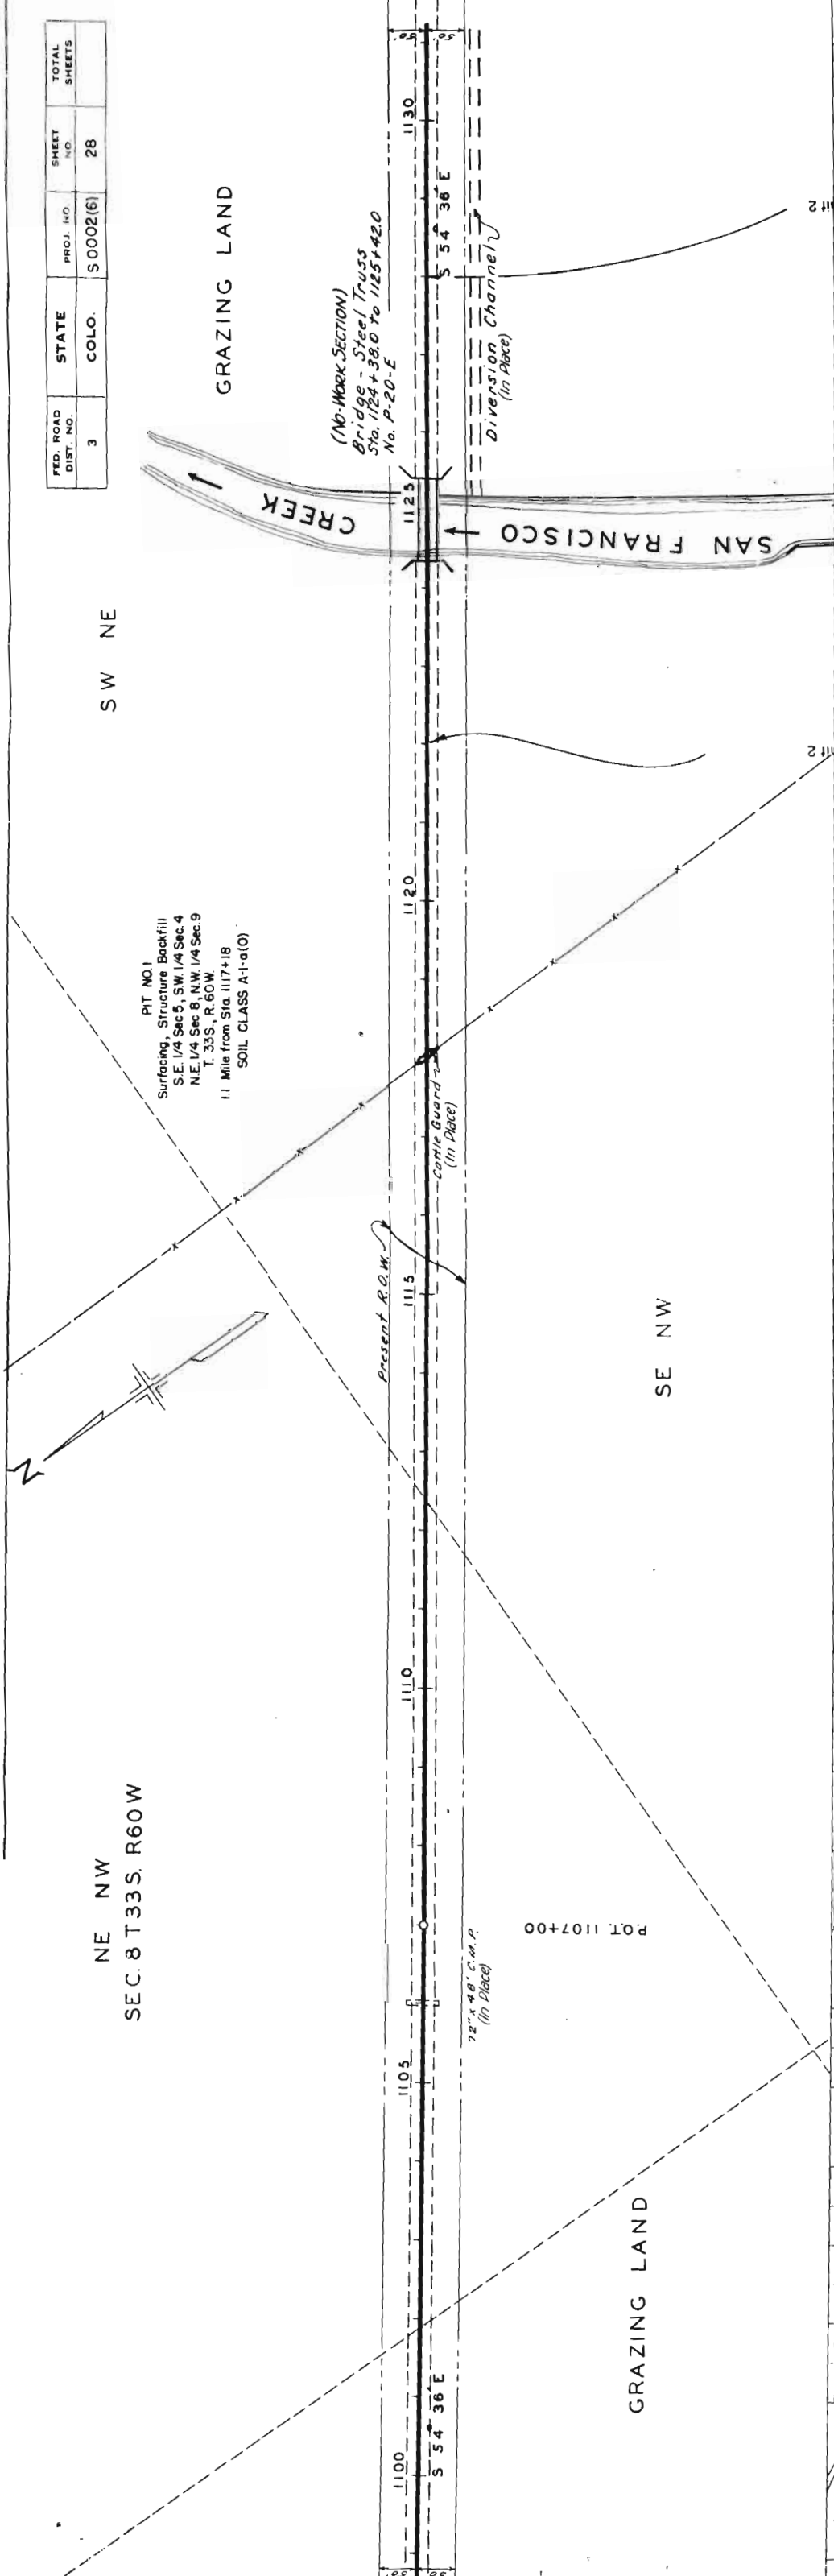 FED. ROAD DIST. NO.
STATE
PROJ. NO.
SHEET NO.
TOTAL SHEETS
3
COLO.
S 0002(6)
28
GRAZING LAND
(NO-WORK SECTION)
Bridge - Steel Truss
Sta. 1124+38.0 to 1125+42.0
No. P-20-E
50'
50'
1130
S 54° 36' E
Diversion Channel
(In Place)
SAN FRANCISCO
CREEK
1125
SW NE
1120
PIT NO.1
Surfacing, Structure Backfill
S.E. 1/4 Sec 5, S.W. 1/4 Sec. 4
N.E. 1/4 Sec 8, N.W. 1/4 Sec. 9
T. 33S., R. 60W.
1.1 Mile from Sta. 1117+18
SOIL CLASS A-1-a(0)
Cattle Guard
(In Place)
Present R.O.W.
1115
N
SE NW
1110
NE NW
SEC. 8 T33S. R60W
P.O.T. 1107+00
72" x 48' C.M.P.
(In Place)
1105
GRAZING LAND
1100
S 54° 36' E